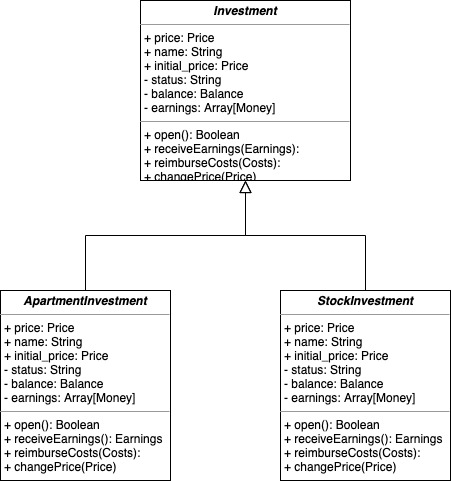 Investment
+ price: Price
+ name: String
+ initial_price: Price
- status: String
- balance: Balance
- earnings: Array[Money]
+ open(): Boolean
+ receiveEarnings(Earnings):
+ reimburseCosts(Costs):
+ changePrice(Price)
ApartmentInvestment
+ price: Price
+ name: String
+ initial_price: Price
- status: String
- balance: Balance
- earnings: Array[Money]
+ open(): Boolean
+ receiveEarnings(): Earnings
+ reimburseCosts(Costs):
+ changePrice(Price)
StockInvestment
+ price: Price
+ name: String
+ initial_price: Price
- status: String
- balance: Balance
- earnings: Array[Money]
+ open(): Boolean
+ receiveEarnings(): Earnings
+ reimburseCosts(Costs):
+ changePrice(Price)